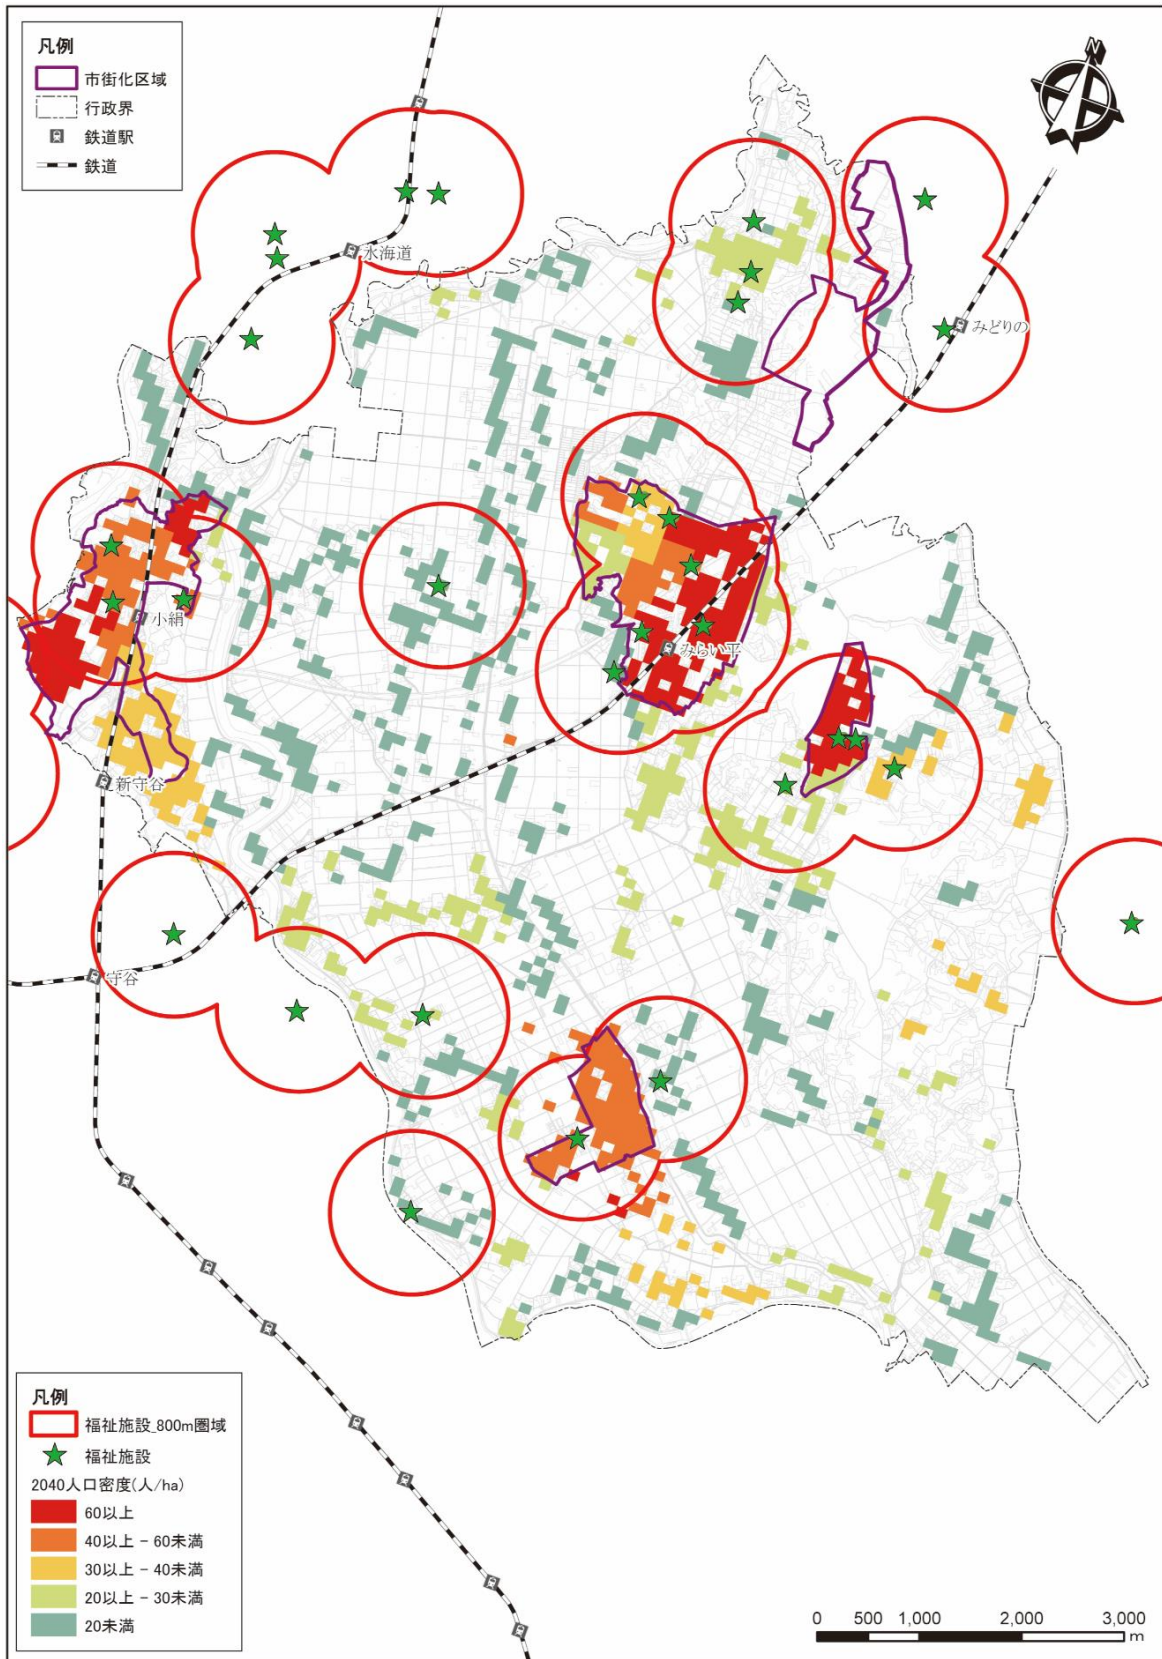 凡例
市街化区域
行政界
鉄道駅
鉄道
N
水海道
みどりの
小絹
みらい平
新守谷
守谷
凡例
福祉施設_800m圏域
福祉施設
2040人口密度(人/ha)
60以上
40以上 - 60未満
30以上 - 40未満
20以上 - 30未満
20未満
0 500 1,000 2,000 3,000
m